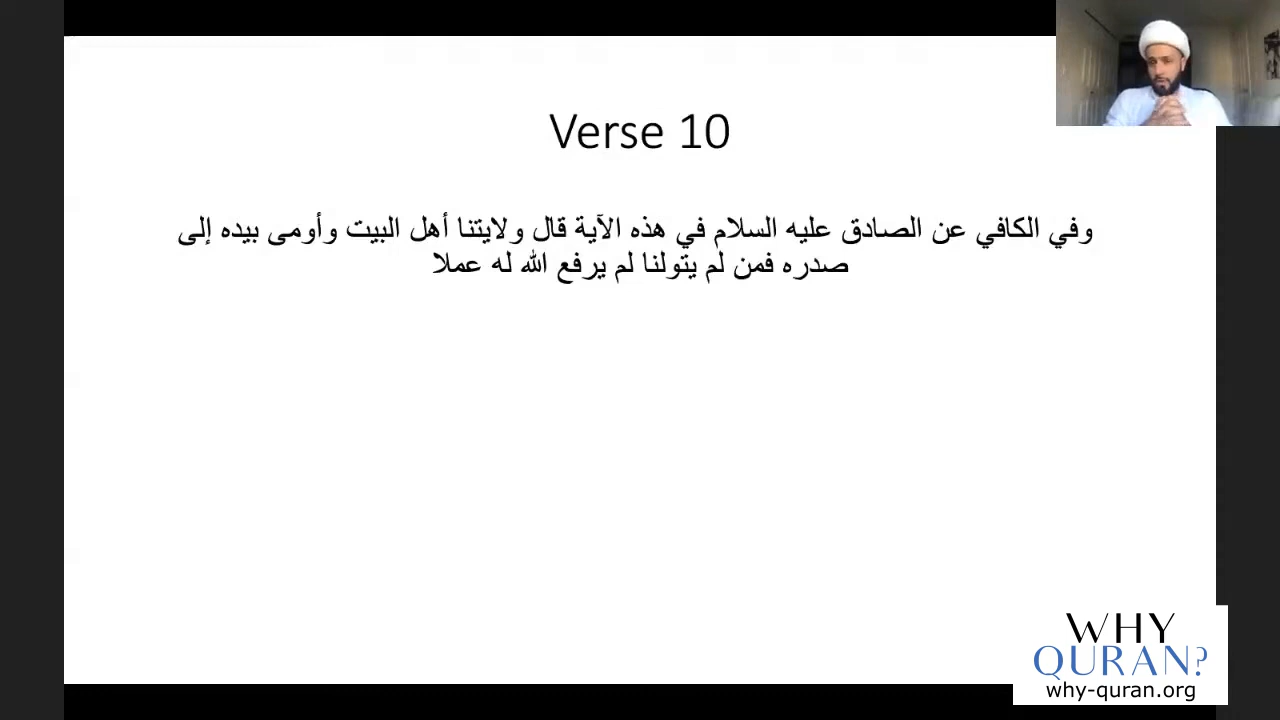 Verse 10
وفي الكافي عن الصادق عليه السلام في هذه الآية قال ولايتنا أهل البيت وأومى بيده إلى
صدره فمن لم يتولنا لم يرفع الله له عملا
WHY
QURAN?
why-quran.org